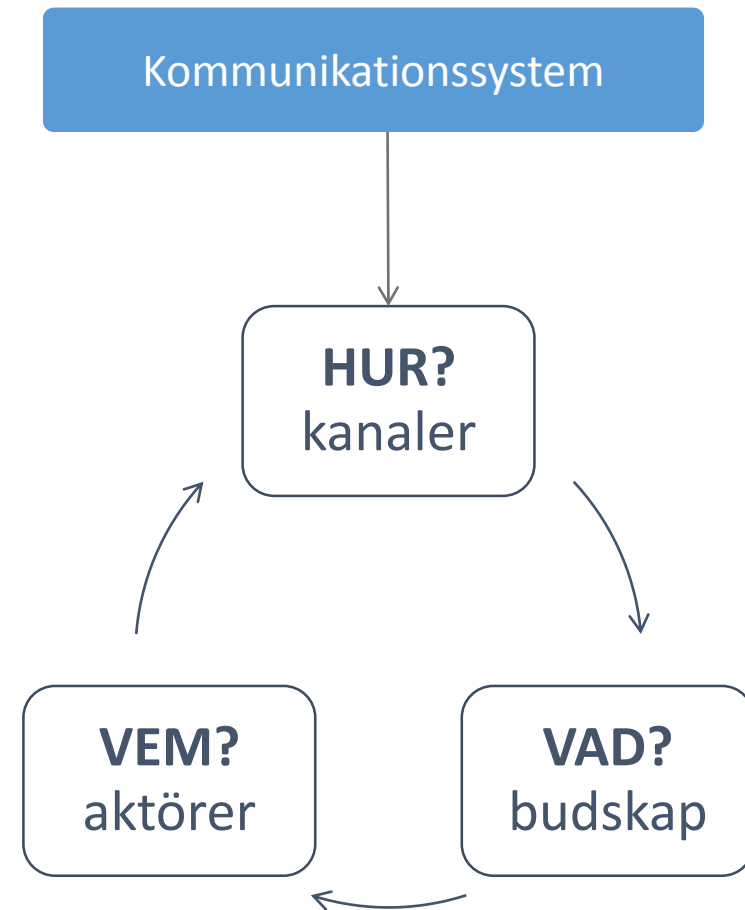 Kommunikationssystem
HUR?
kanaler
VEM?
aktörer
VAD?
budskap